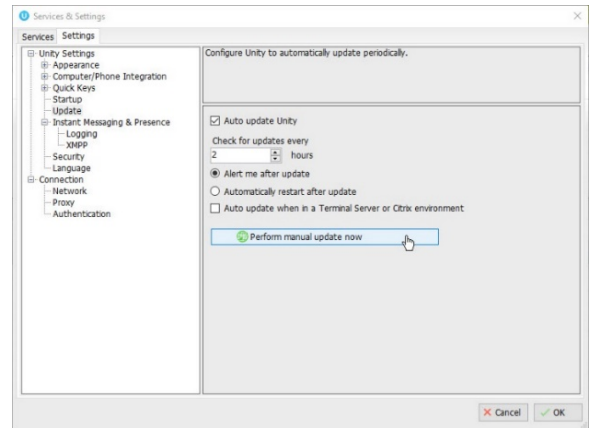 Services & Settings
Services Settings
Unity Settings
Appearance
Computer/Phone Integration
Quick Keys
Startup
Update
Instant Messaging & Presence
Logging
XMPP
Security
Language
Connection
Network
Proxy
Authentication
Configure Unity to automatically update periodically.
Auto update Unity
Check for updates every
2 hours
Alert me after update
Automatically restart after update
Auto update when in a Terminal Server or Citrix environment
Perform manual update now
Cancel OK